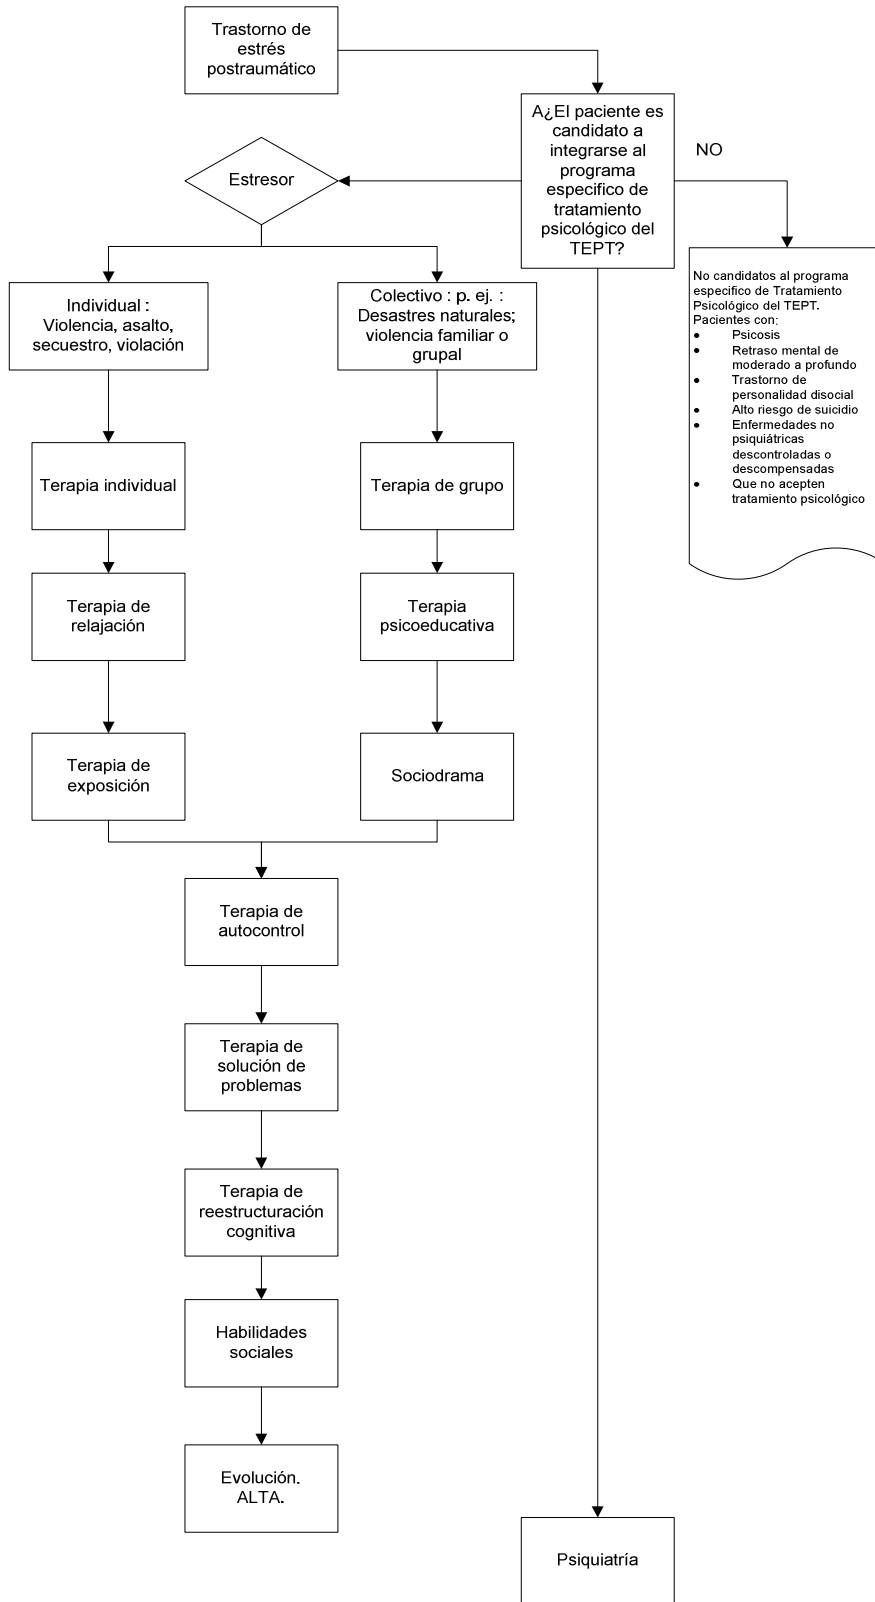 Trastorno de
estrés
postraumático
A¿El paciente es
candidato a
integrarse al
programa
especifico de
tratamiento
psicológico del
TEPT?
NO
Estresor
No candidatos al programa
especifico de Tratamiento
Psicológico del TEPT.
Pacientes con:
● Psicosis
● Retraso mental de
moderado a profundo
● Trastorno de
personalidad disocial
● Alto riesgo de suicidio
● Enfermedades no
psiquiátricas
descontroladas o
descompensadas
● Que no acepten
tratamiento psicológico
Individual :
Violencia, asalto,
secuestro, violación
Colectivo : p. ej. :
Desastres naturales;
violencia familiar o
grupal
Terapia individual
Terapia de grupo
Terapia de
relajación
Terapia
psicoeducativa
Terapia de
exposición
Sociodrama
Terapia de
autocontrol
Terapia de
solución de
problemas
Terapia de
reestructuración
cognitiva
Habilidades
sociales
Evolución.
ALTA.
Psiquiatría